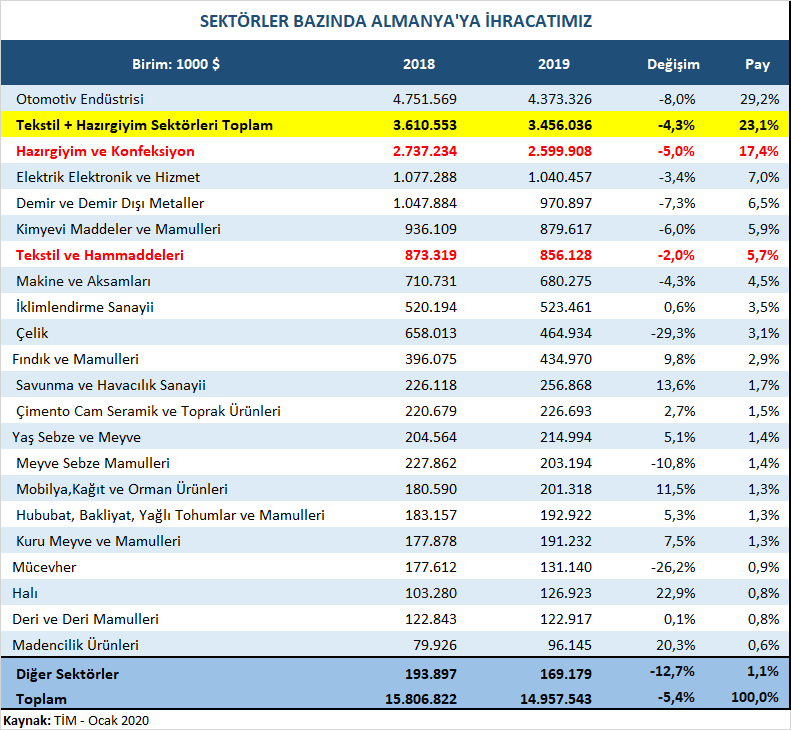 SEKTÖRLER BAZINDA ALMANYA'YA İHRACATIMIZ
Birim: 1000 $ 2018 2019 Değişim Pay
Otomotiv Endüstrisi 4.751.569 4.373.326 -8,0% 29,2%
Tekstil + Hazırgiyim Sektörleri Toplam 3.610.553 3.456.036 -4,3% 23,1%
Hazırgiyim ve Konfeksiyon 2.737.234 2.599.908 -5,0% 17,4%
Elektrik Elektronik ve Hizmet 1.077.288 1.040.457 -3,4% 7,0%
Demir ve Demir Dışı Metaller 1.047.884 970.897 -7,3% 6,5%
Kimyevi Maddeler ve Mamulleri 936.109 879.617 -6,0% 5,9%
Tekstil ve Hammaddeleri 873.319 856.128 -2,0% 5,7%
Makine ve Aksamları 710.731 680.275 -4,3% 4,5%
İklimlendirme Sanayii 520.194 523.461 0,6% 3,5%
Çelik 658.013 464.934 -29,3% 3,1%
Fındık ve Mamulleri 396.075 434.970 9,8% 2,9%
Savunma ve Havacılık Sanayii 226.118 256.868 13,6% 1,7%
Çimento Cam Seramik ve Toprak Ürünleri 220.679 226.693 2,7% 1,5%
Yaş Sebze ve Meyve 204.564 214.994 5,1% 1,4%
Meyve Sebze Mamulleri 227.862 203.194 -10,8% 1,4%
Mobilya,Kağıt ve Orman Ürünleri 180.590 201.318 11,5% 1,3%
Hububat, Bakliyat, Yağlı Tohumlar ve Mamulleri 183.157 192.922 5,3% 1,3%
Kuru Meyve ve Mamulleri 177.878 191.232 7,5% 1,3%
Mücevher 177.612 131.140 -26,2% 0,9%
Halı 103.280 126.923 22,9% 0,8%
Deri ve Deri Mamulleri 122.843 122.917 0,1% 0,8%
Madencilik Ürünleri 79.926 96.145 20,3% 0,6%
Diğer Sektörler 193.897 169.179 -12,7% 1,1%
Toplam 15.806.822 14.957.543 -5,4% 100,0%
Kaynak: TİM - Ocak 2020